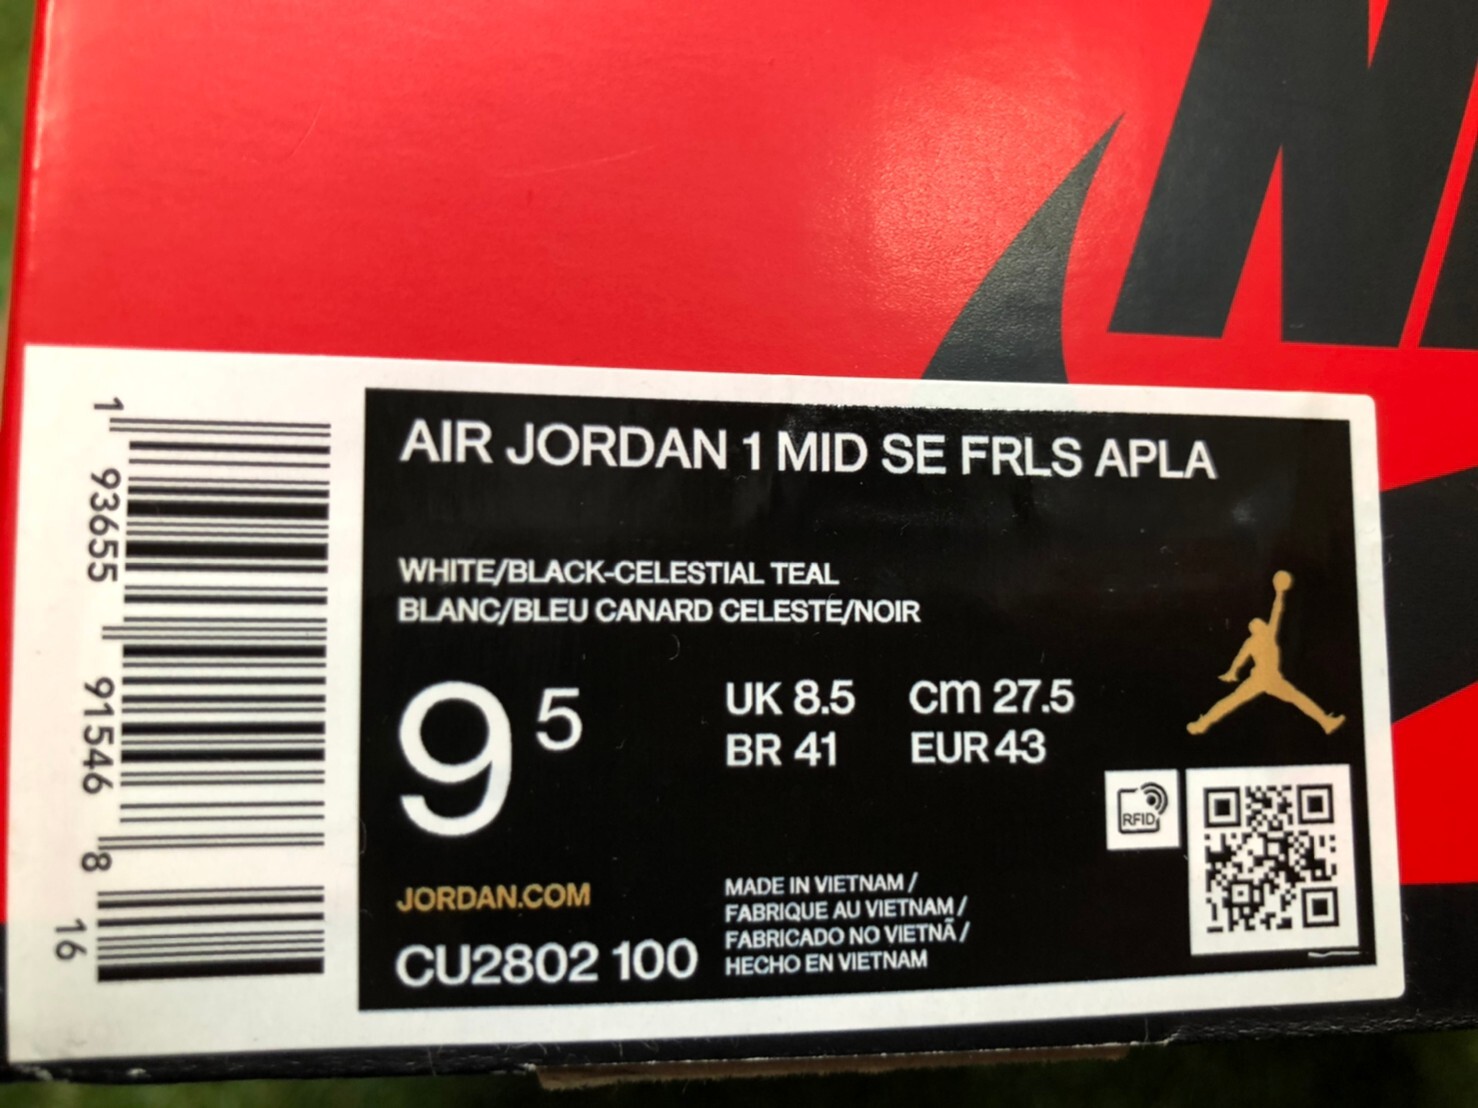 AIR JORDAN 1 MID SE FRLS APLA
WHITE/BLACK-CELESTIAL TEAL
BLANC/BLEU CANARD CELESTE/NOIR
9 5
UK 8.5 CM 27.5
BR 41 EUR 43
RFID
JORDAN.COM
CU2802 100
MADE IN VIETNAM /
FABRIQUE AU VIETNAM /
FABRICADO NO VIETNÃ /
HECHO EN VIETNAM
1 93655 91546 8 16